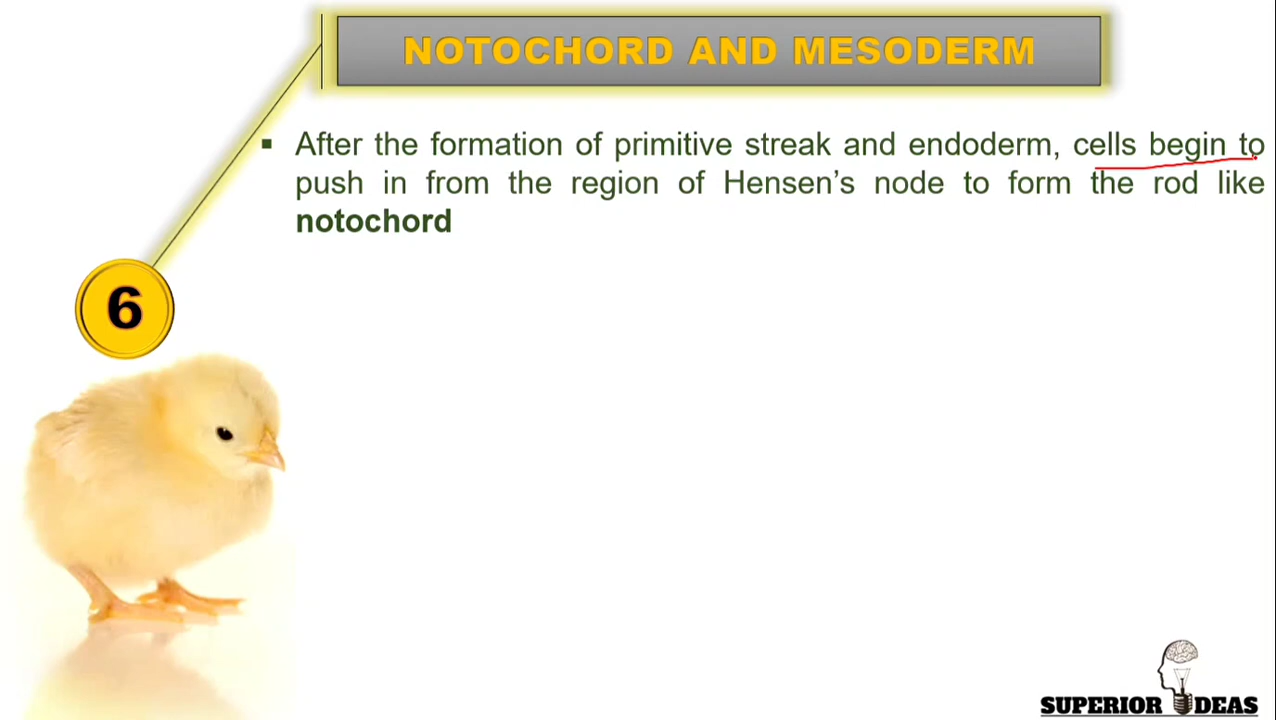 NOTOCHORD AND MESODERM
▪ After the formation of primitive streak and endoderm, cells begin to
push in from the region of Hensen's node to form the rod like
notochord
6
SUPERIOR IDEAS